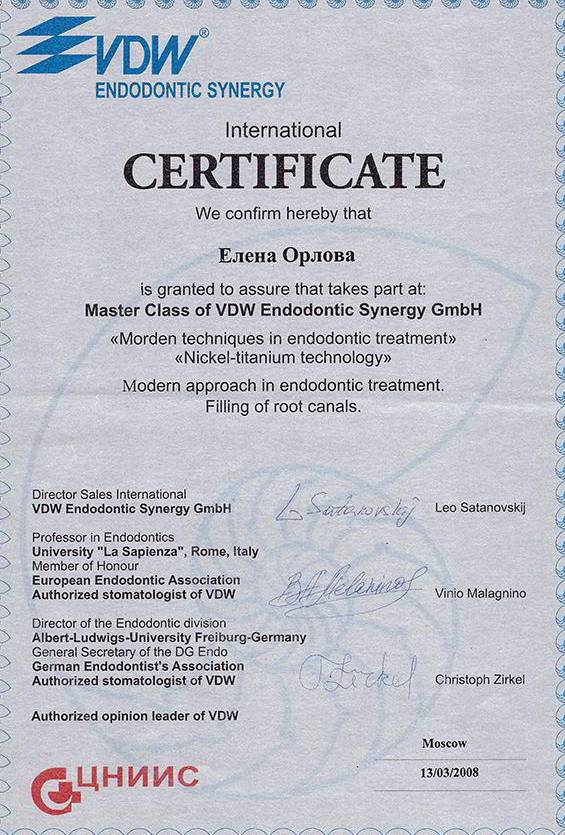 VDW®
ENDODONTIC SYNERGY
International
CERTIFICATE
We confirm hereby that
Елена Орлова
is granted to assure that takes part at:
Master Class of VDW Endodontic Synergy GmbH
«Morden techniques in endodontic treatment»
«Nickel-titanium technology»
Modern approach in endodontic treatment.
Filling of root canals.
Director Sales International
VDW Endodontic Synergy GmbH
L Satanovskij
Leo Satanovskij
Professor in Endodontics
University "La Sapienza", Rome, Italy
Member of Honour
European Endodontic Association
Authorized stomatologist of VDW
Vinio Malagnino
Director of the Endodontic division
Albert-Ludwigs-University Freiburg-Germany
General Secretary of the DG Endo
German Endodontist's Association
Authorized stomatologist of VDW
Zirkel
Christoph Zirkel
Authorized opinion leader of VDW
Moscow
13/03/2008
ЦНИИС